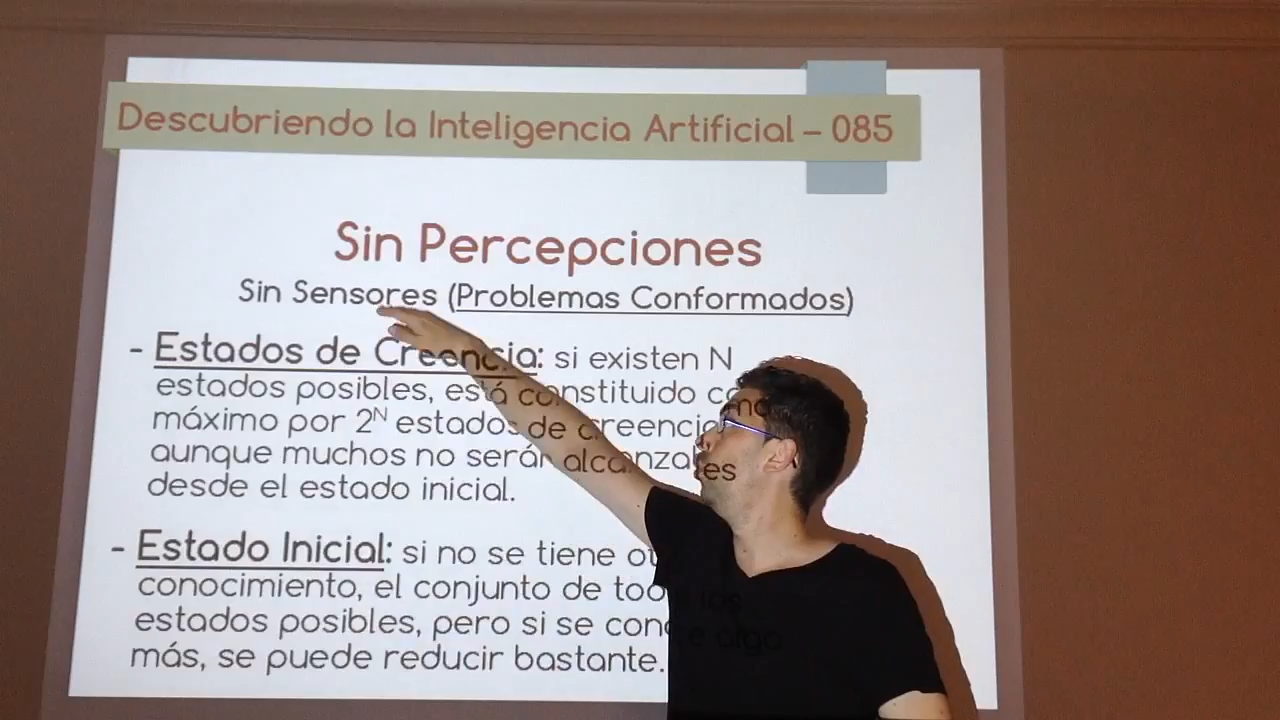 Descubriendo la Inteligencia Artificial – 085
Sin Percepciones
Sin Sensores (Problemas Conformados)
- Estados de Creencia: si existen N
estados posibles, está constituido como
máximo por 2^N estados de creencia
aunque muchos no serán alcanzables
desde el estado inicial.
- Estado Inicial: si no se tiene
conocimiento, el conjunto de todos los
estados posibles, pero si se conoce algo
más, se puede reducir bastante.